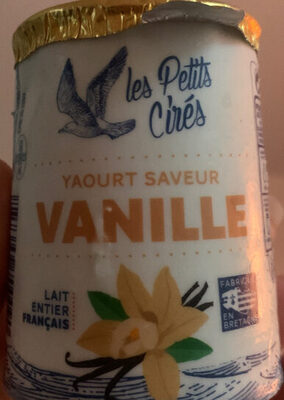 les Petits
Cirés
YAOURT SAVEUR
VANILLE
LAIT
ENTIER
FRANÇAIS
FABRIQUÉ
EN
BRETAGNE